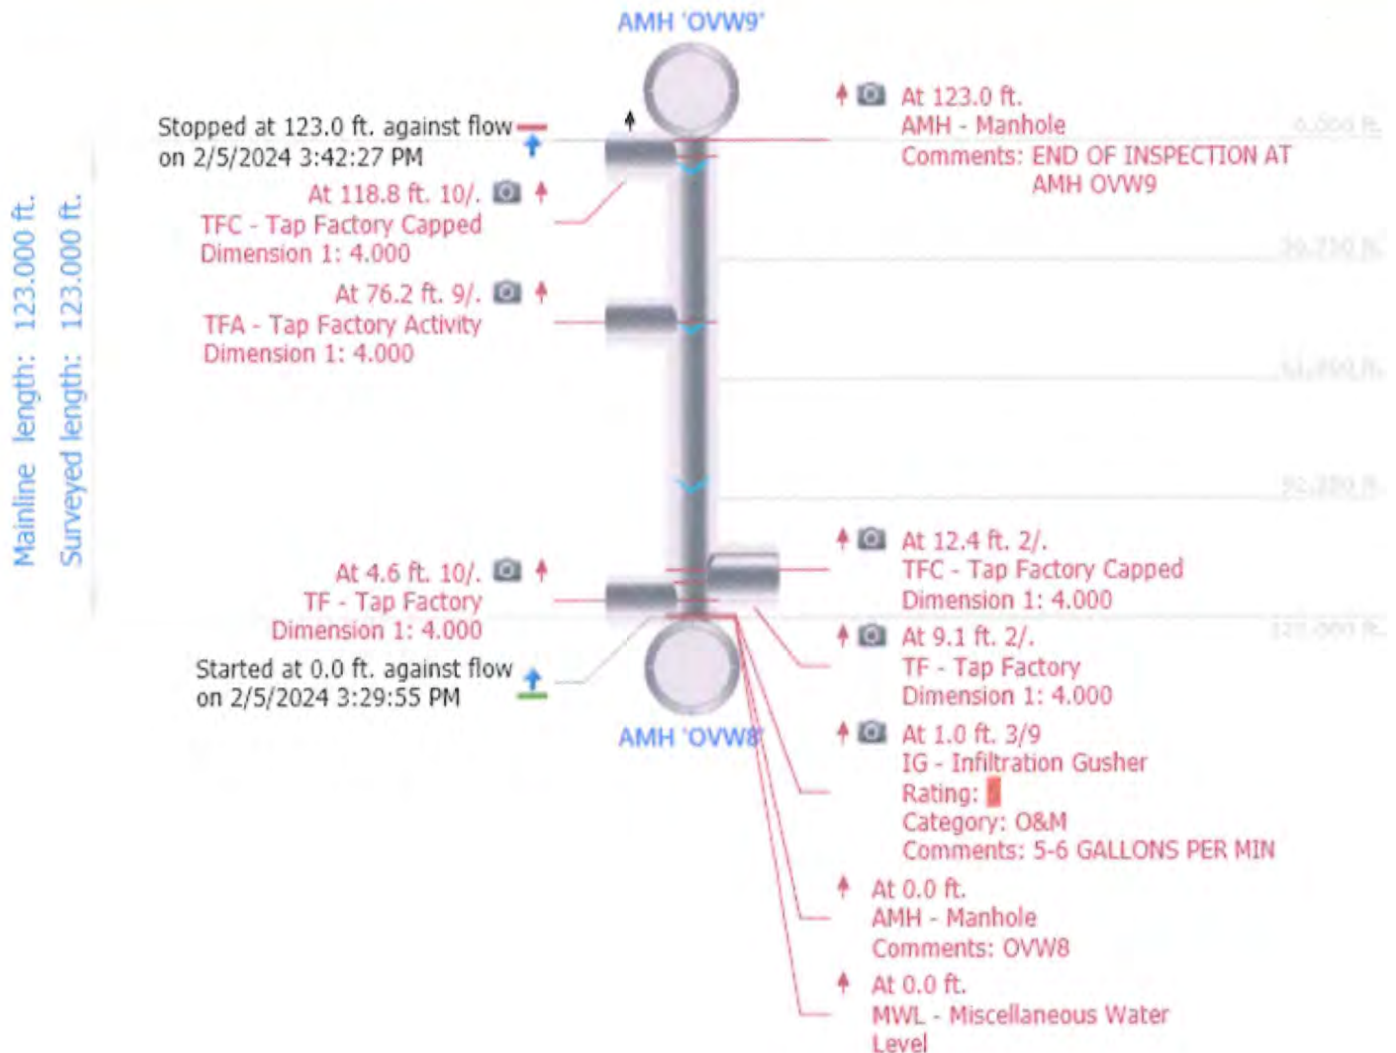 AMH 'OVW9'
Stopped at 123.0 ft. against flow
on 2/5/2024 3:42:27 PM
At 123.0 ft.
AMH - Manhole
Comments: END OF INSPECTION AT
AMH OVW9
At 118.8 ft. 10/.
TFC - Tap Factory Capped
Dimension 1: 4.000
At 76.2 ft. 9/.
TFA - Tap Factory Activity
Dimension 1: 4.000
Mainline length: 123.000 ft.
Surveyed length: 123.000 ft.
At 4.6 ft. 10/.
TF - Tap Factory
Dimension 1: 4.000
Started at 0.0 ft. against flow
on 2/5/2024 3:29:55 PM
At 12.4 ft. 2/.
TFC - Tap Factory Capped
Dimension 1: 4.000
At 9.1 ft. 2/.
TF - Tap Factory
Dimension 1: 4.000
AMH 'OVW8'
At 1.0 ft. 3/9
IG - Infiltration Gusher
Rating:
Category: O&M
Comments: 5-6 GALLONS PER MIN
At 0.0 ft.
AMH - Manhole
Comments: OVW8
At 0.0 ft.
MWL - Miscellaneous Water
Level